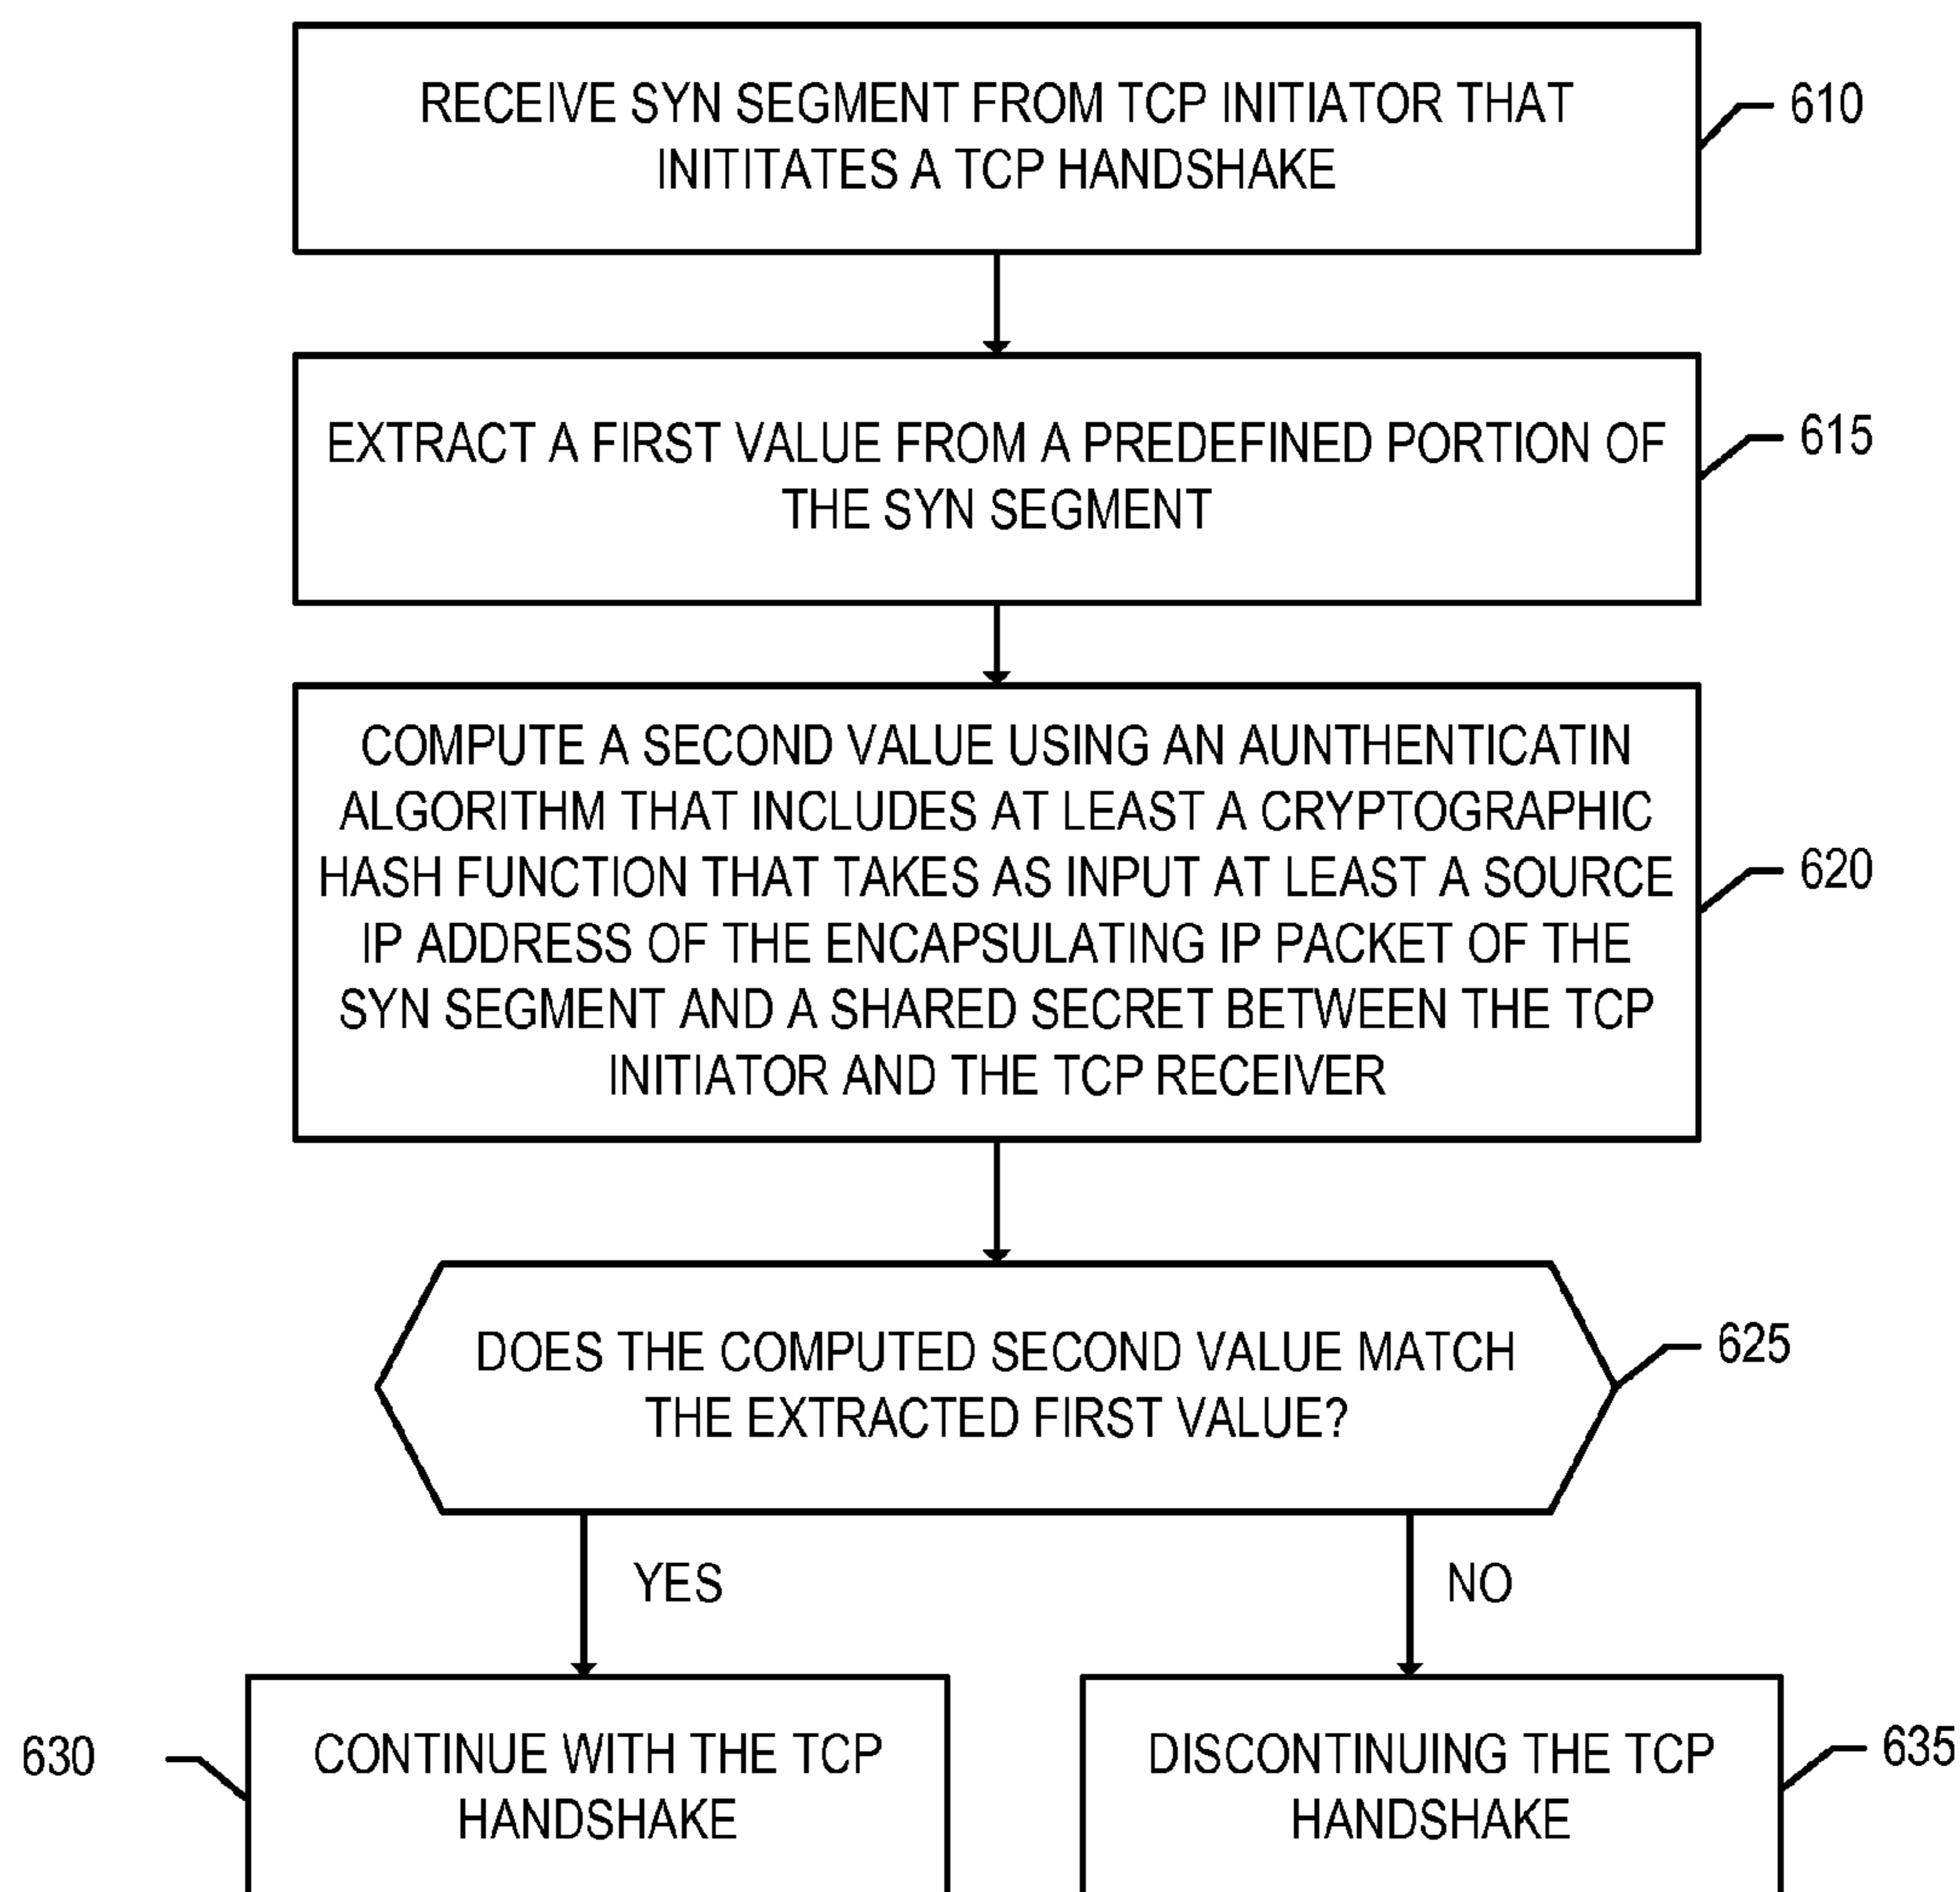 RECEIVE SYN SEGMENT FROM TCP INITIATOR THAT
INITITATES A TCP HANDSHAKE
610
EXTRACT A FIRST VALUE FROM A PREDEFINED PORTION OF
THE SYN SEGMENT
615
COMPUTE A SECOND VALUE USING AN AUNTHENTICATIN
ALGORITHM THAT INCLUDES AT LEAST A CRYPTOGRAPHIC
HASH FUNCTION THAT TAKES AS INPUT AT LEAST A SOURCE
IP ADDRESS OF THE ENCAPSULATING IP PACKET OF THE
SYN SEGMENT AND A SHARED SECRET BETWEEN THE TCP
INITIATOR AND THE TCP RECEIVER
620
DOES THE COMPUTED SECOND VALUE MATCH
THE EXTRACTED FIRST VALUE?
625
YES
NO
630
CONTINUE WITH THE TCP
HANDSHAKE
DISCONTINUING THE TCP
HANDSHAKE
635